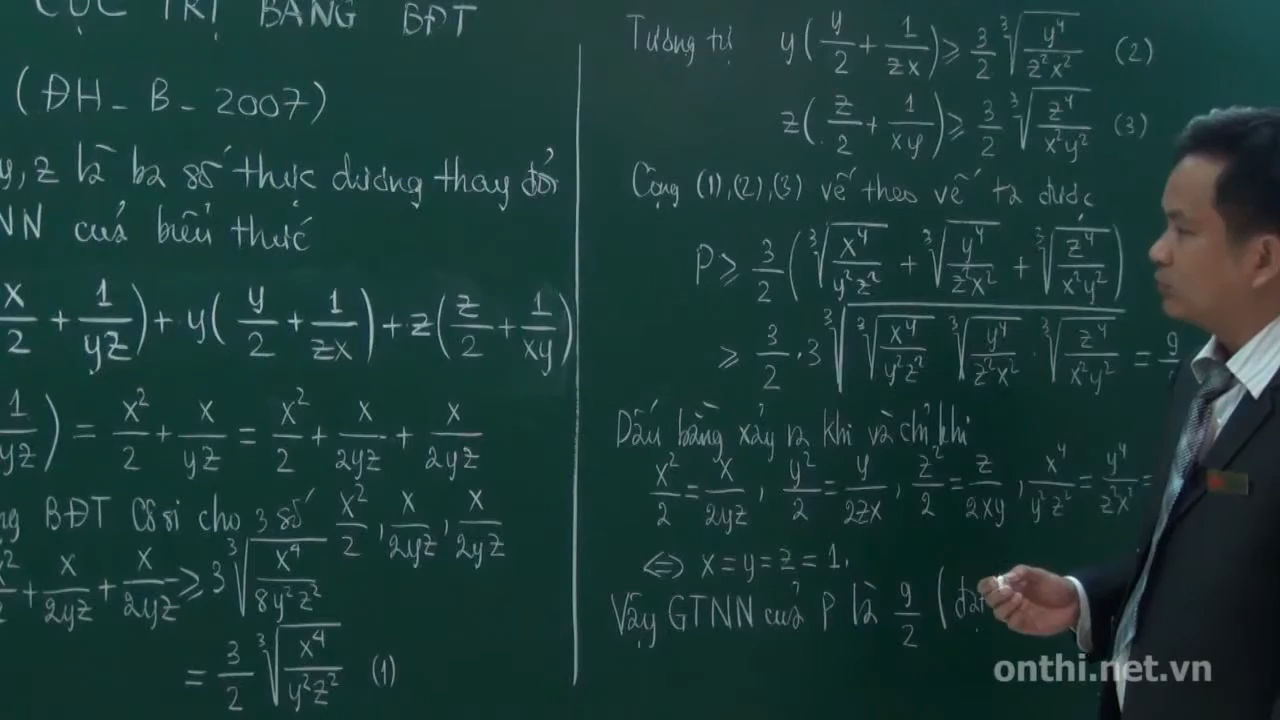 CỰC TRỊ BẰNG BĐT
(ĐH - B - 2007)
y, z là ba số thực dương thay đổi
NN của biểu thức
x/2 + 1/yz) + y(y/2 + 1/zx) + z(z/2 + 1/xy)
1/yz) = x²/2 + x/yz = x²/2 + x/2yz + x/2yz
BĐT Cô si cho 3 số x²/2, x/2yz, x/2yz
x²/2 + x/2yz + x/2yz ≥ 3∛(x⁴/8y²z²)
= 3/2 ∛(x⁴/y²z²) (1)
Tương tự y(y/2 + 1/zx) ≥ 3/2 ∛(y⁴/z²x²) (2)
z(z/2 + 1/xy) ≥ 3/2 ∛(z⁴/x²y²) (3)
Cộng (1),(2),(3) vế theo vế ta được
P ≥ 3/2 (∛(x⁴/y²z²) + ∛(y⁴/z²x²) + ∛(z⁴/x²y²))
≥ 3/2 · 3 ∛(∛(x⁴/y²z²) ∛(y⁴/z²x²) · ∛(z⁴/x²y²)) = 9/
Dấu bằng xảy ra khi và chỉ khi
x²/2 = x/2yz, y²/2 = y/2zx, z²/2 = z/2xy, x⁴/y²z² = y⁴/z²x² =
⇔ x = y = z = 1.
Vậy GTNN của P là 9/2 (đạt
onthi.net.vn